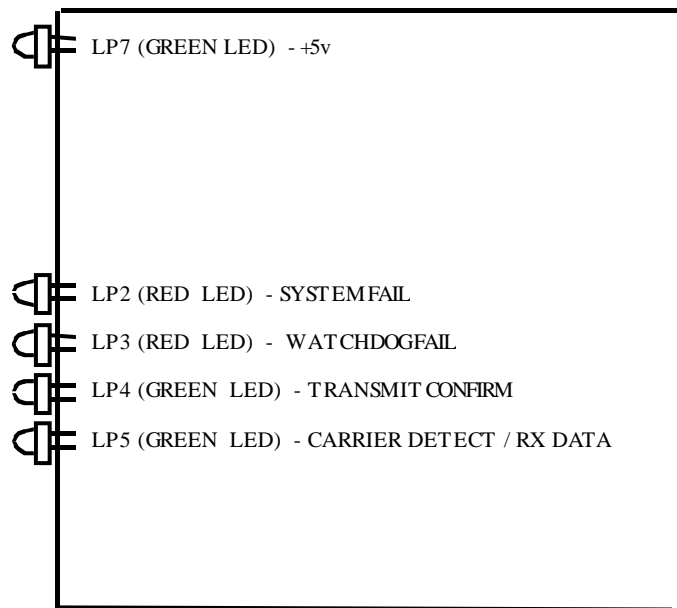 LP7 (GREEN LED) - +5v
LP2 (RED LED) - SYSTEM FAIL
LP3 (RED LED) - WATCHDOG FAIL
LP4 (GREEN LED) - TRANSMIT CONFIRM
LP5 (GREEN LED) - CARRIER DETECT / RX DATA